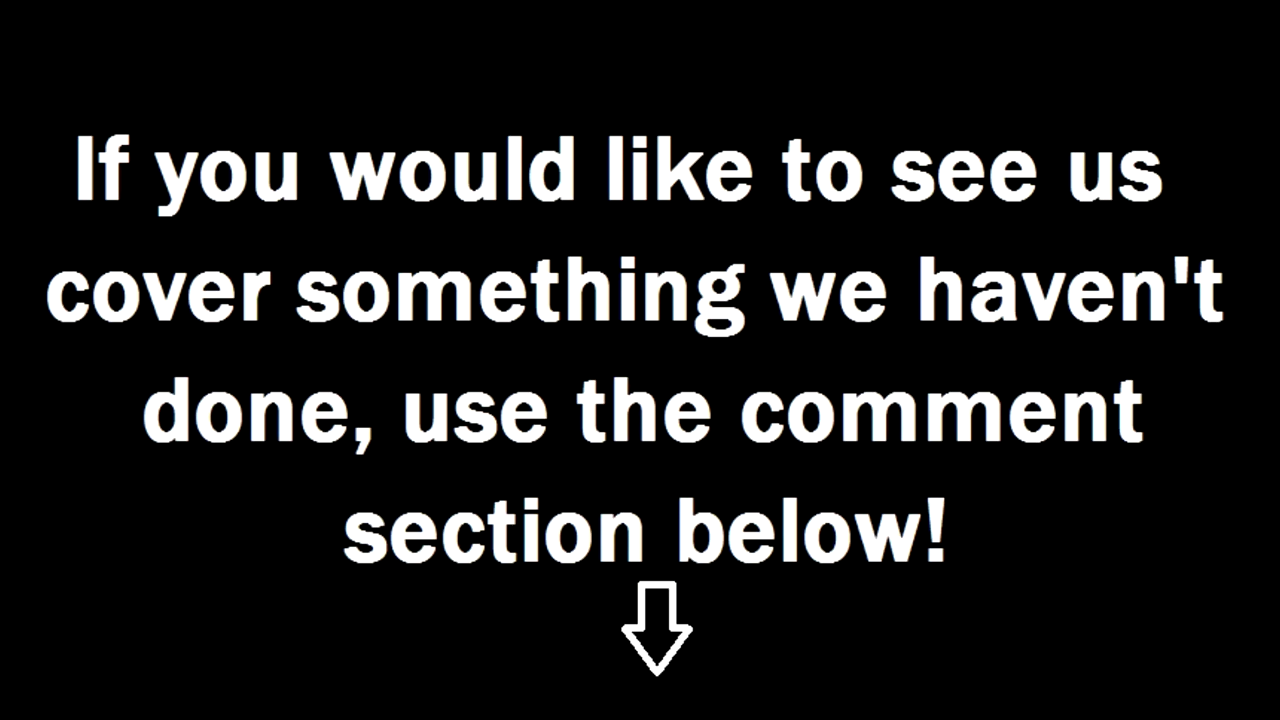 If you would like to see us
cover something we haven't
done, use the comment
section below!